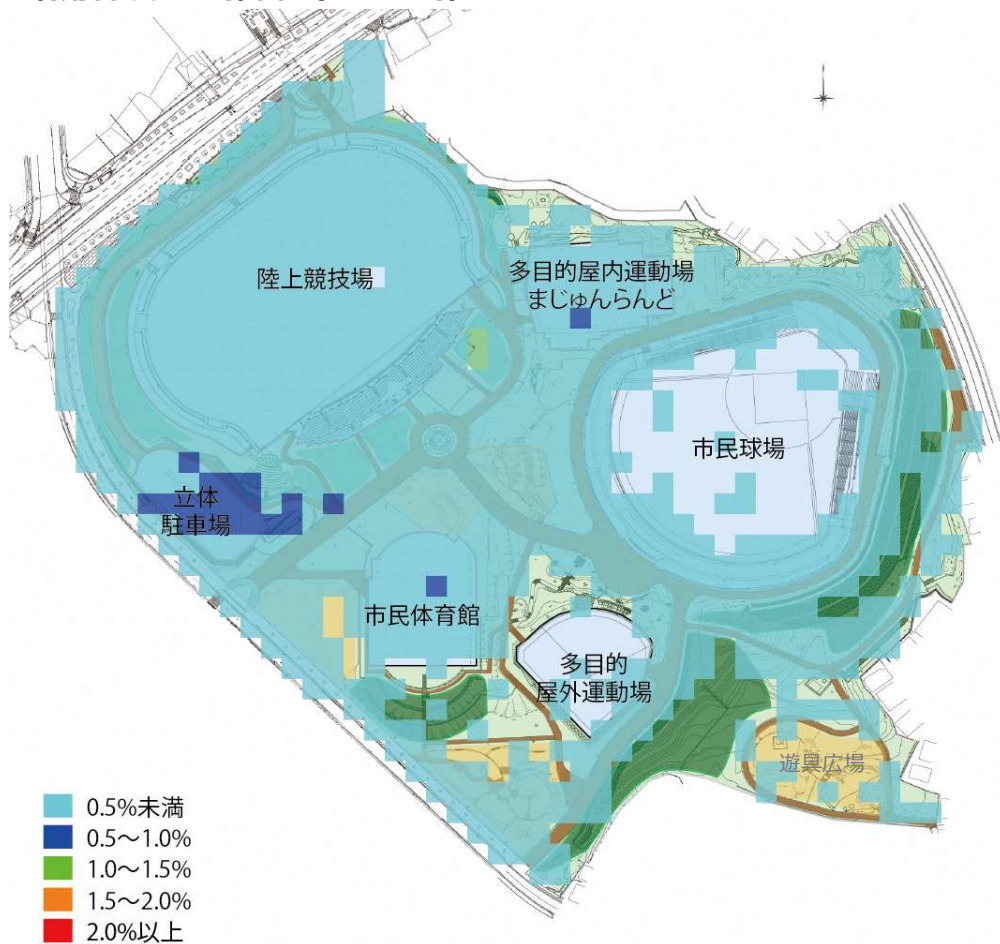 陸上競技場
多目的屋内運動場
まじゅんらんど
市民球場
立体
駐車場
市民体育館
多目的
屋外運動場
遊具広場
0.5%未満
0.5〜1.0%
1.0〜1.5%
1.5〜2.0%
2.0%以上